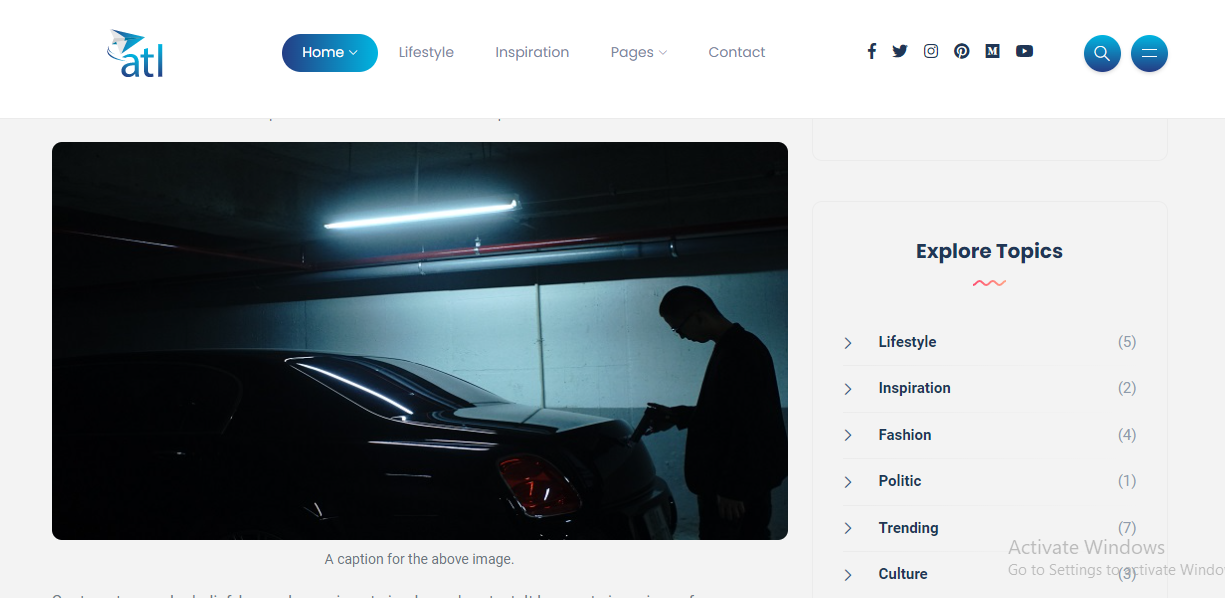 atl
Home
Lifestyle
Inspiration
Pages
Contact
Explore Topics
Lifestyle (5)
Inspiration (2)
Fashion (4)
Politic (1)
Trending (7)
Culture (3)
A caption for the above image.
Activate Windows
Go to Settings to activate Windo